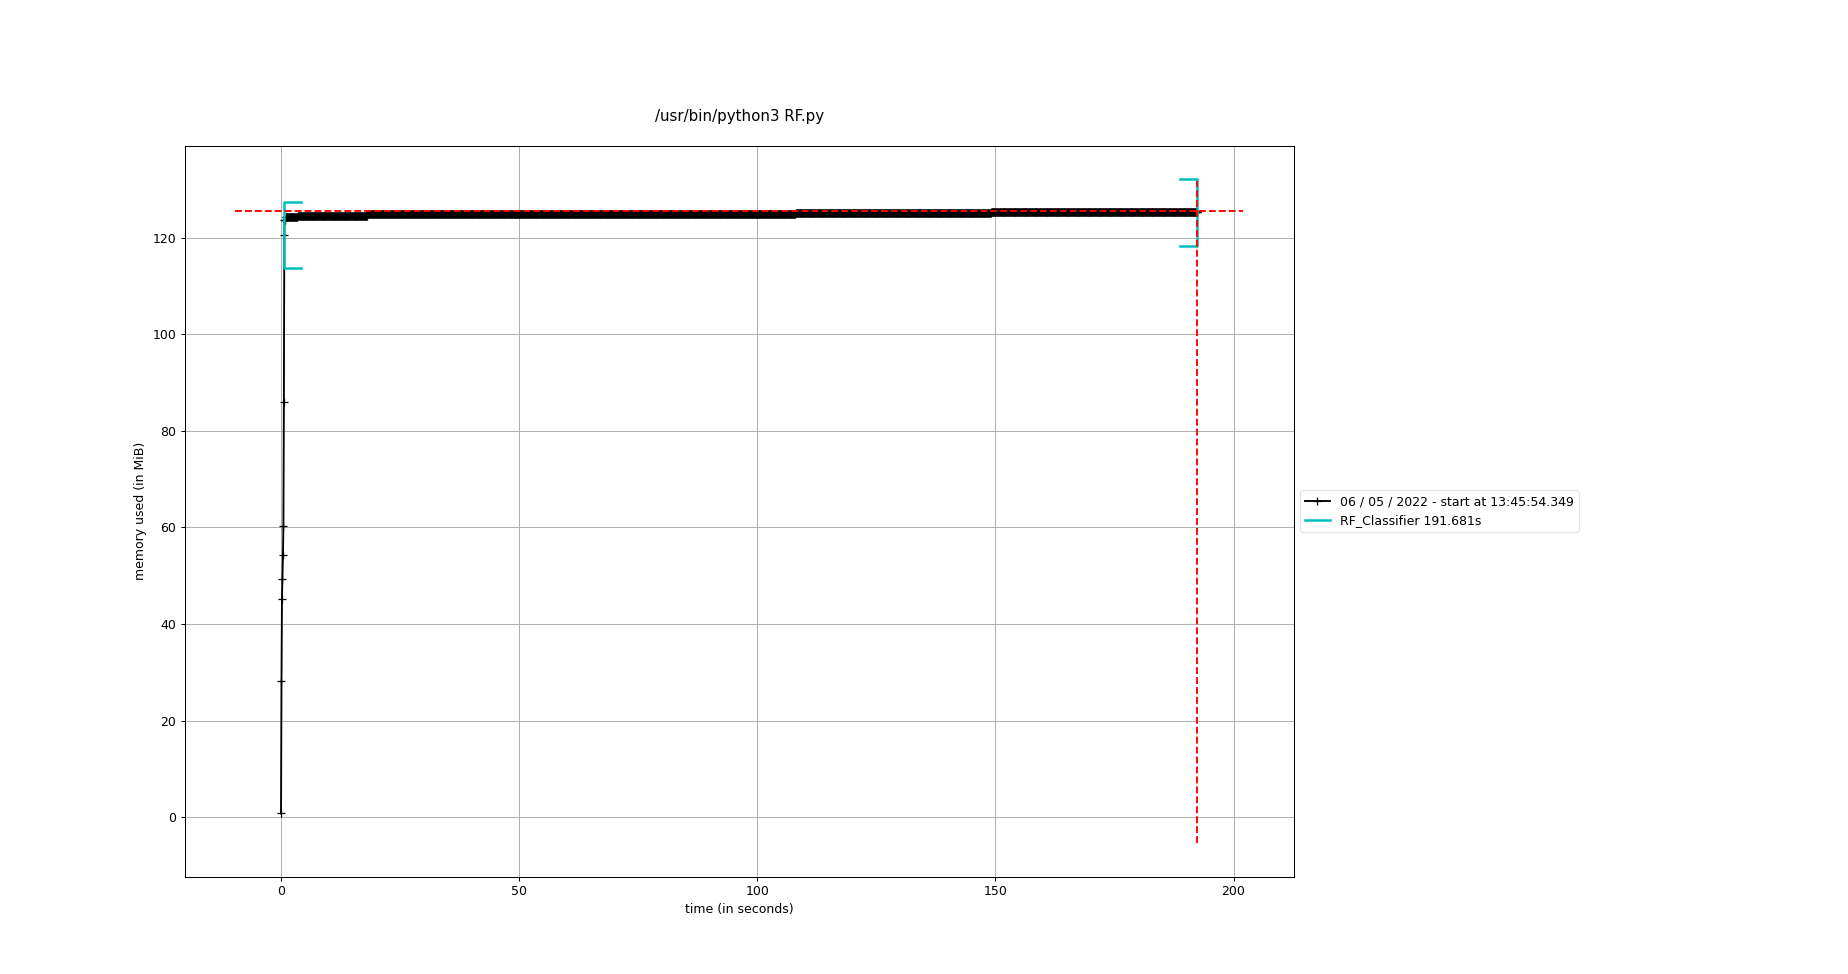 /usr/bin/python3 RF.py
120
100
80
60
40
20
0
memory used (in MiB)
0 50 100 150 200
time (in seconds)
06 / 05 / 2022 - start at 13:45:54.349
RF_Classifier 191.681s